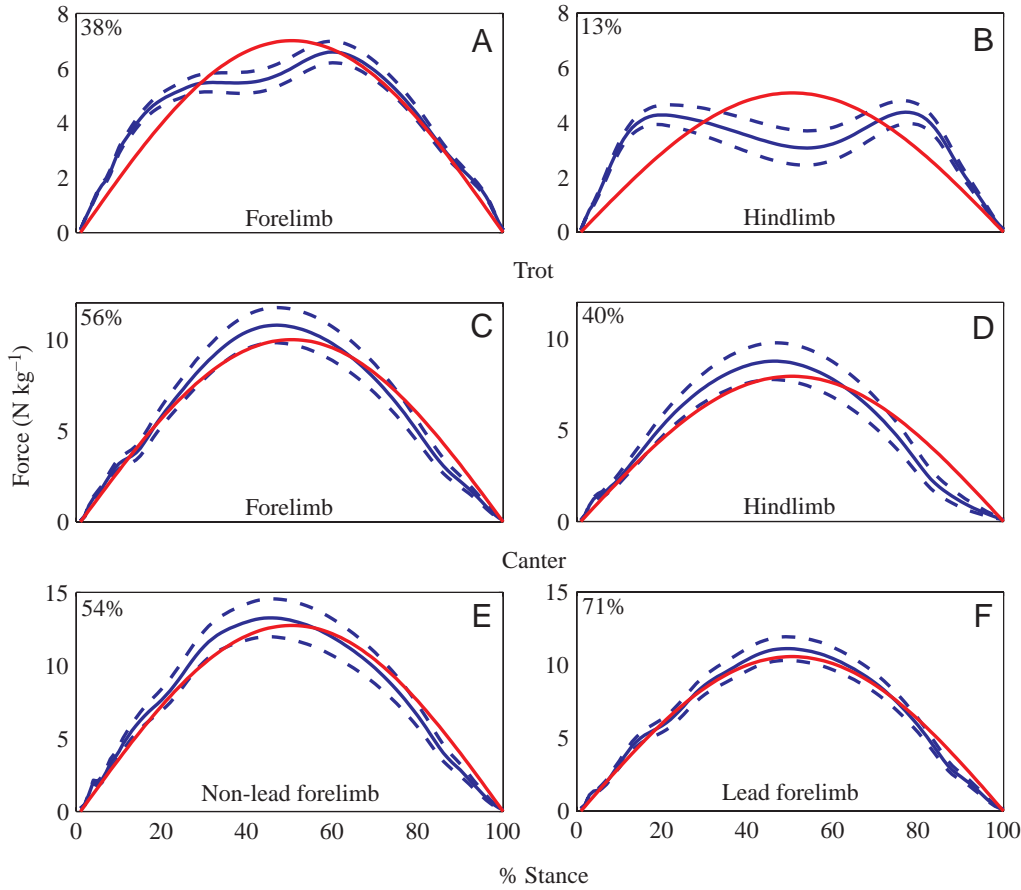 8
6
4
2
0
38%
A
Forelimb
8
6
4
2
0
13%
B
Hindlimb
Trot
Force (N kg−1)
10
5
0
56%
C
Forelimb
10
5
0
40%
D
Hindlimb
Canter
15
10
5
0
54%
E
Non-lead forelimb
0 20 40 60 80 100
15
10
5
0
71%
F
Lead forelimb
0 20 40 60 80 100
% Stance